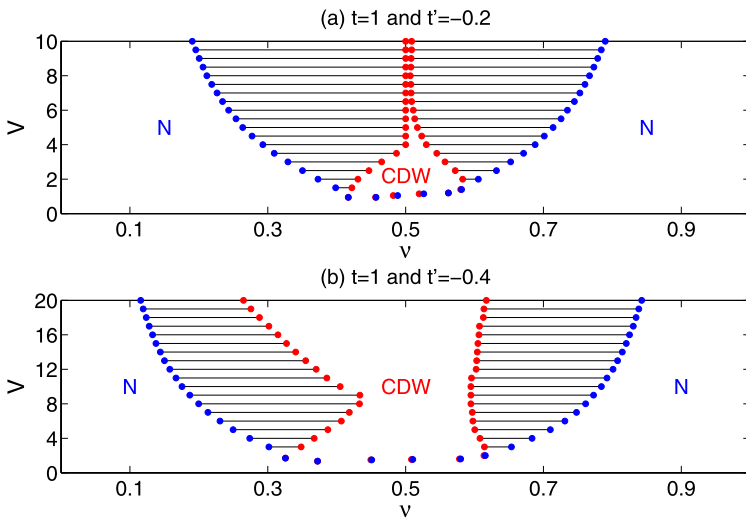 (a) t=1 and t'=−0.2
10
8
6
4
2
0
V
N
CDW
N
0.1 0.3 0.5 0.7 0.9
ν
(b) t=1 and t'=−0.4
20
16
12
8
4
0
V
N
CDW
N
0.1 0.3 0.5 0.7 0.9
ν